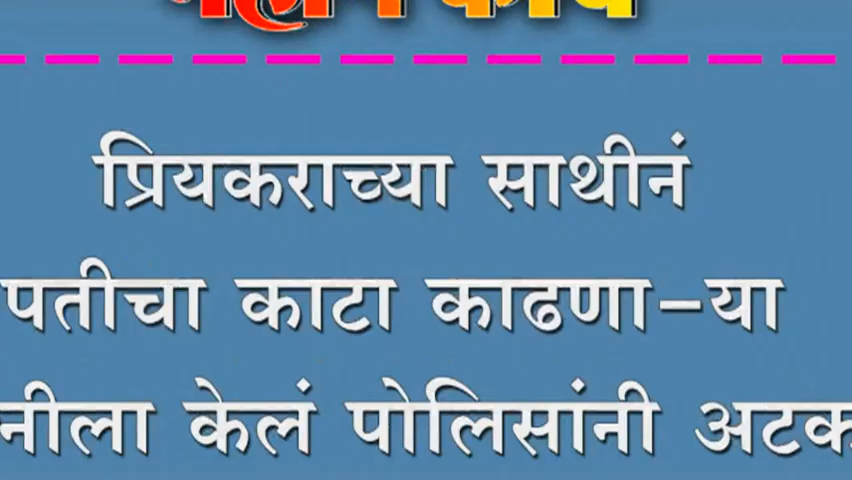 प्रियकराच्या साथीनं
पतीचा काटा काढणा-या
नीला केलं पोलिसांनी अटक